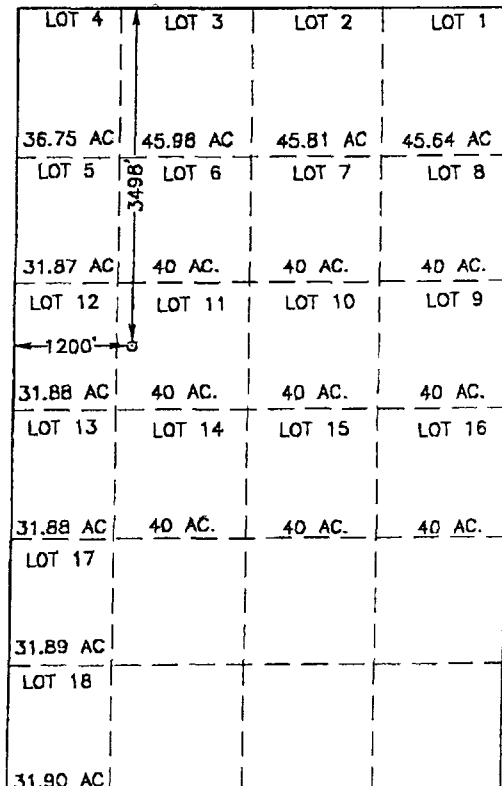 LOT 4 LOT 3 LOT 2 LOT 1
36.75 AC 45.98 AC 45.81 AC 45.64 AC
LOT 5 LOT 6 LOT 7 LOT 8
3498'
31.87 AC 40 AC. 40 AC. 40 AC.
LOT 12 LOT 11 LOT 10 LOT 9
1200'
31.88 AC 40 AC. 40 AC. 40 AC.
LOT 13 LOT 14 LOT 15 LOT 16
31.88 AC 40 AC. 40 AC. 40 AC.
LOT 17
31.89 AC
LOT 18
31.90 AC